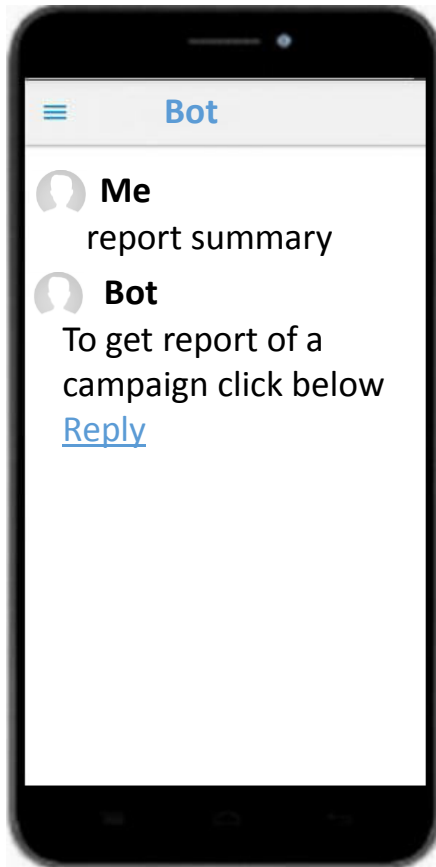 Bot
Me
report summary
Bot
To get report of a
campaign click below
Reply